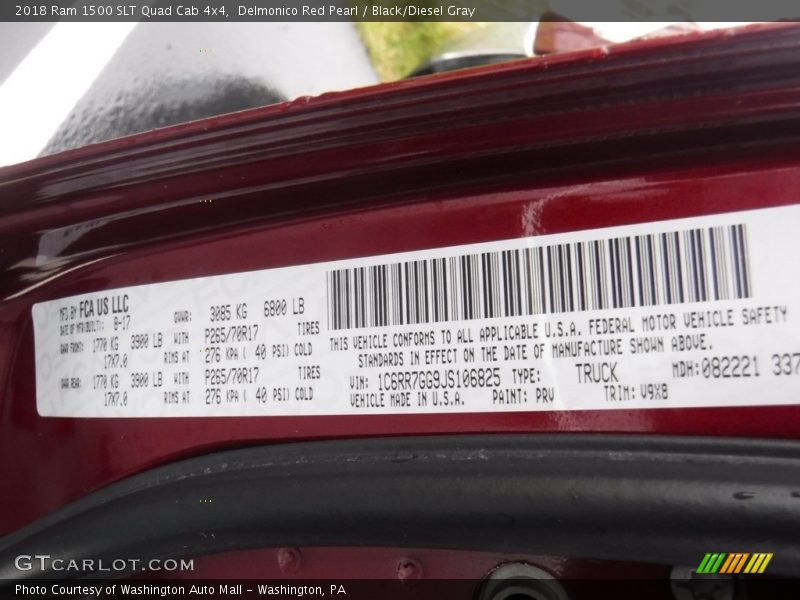 2018 Ram 1500 SLT Quad Cab 4x4, Delmonico Red Pearl / Black/Diesel Gray
MFD BY FCA US LLC
DATE OF MFR(BUILT): 8-17 GVWR: 3085 KG 6800 LB
GAWR FRONT: 1770 KG 3900 LB WITH P265/70R17 TIRES
17X7.0 RIMS AT 276 KPA ( 40 PSI) COLD
GAWR REAR: 1770 KG 3900 LB WITH P265/70R17 TIRES
17X7.0 RIMS AT 276 KPA ( 40 PSI) COLD
THIS VEHICLE CONFORMS TO ALL APPLICABLE U.S.A. FEDERAL MOTOR VEHICLE SAFETY
STANDARDS IN EFFECT ON THE DATE OF MANUFACTURE SHOWN ABOVE.
VIN: 1C6RR7GG9JS106825 TYPE: TRUCK MDH:082221 337
VEHICLE MADE IN U.S.A. PAINT: PRV TRIM: V9X8
GTCARLOT.COM
Photo Courtesy of Washington Auto Mall - Washington, PA